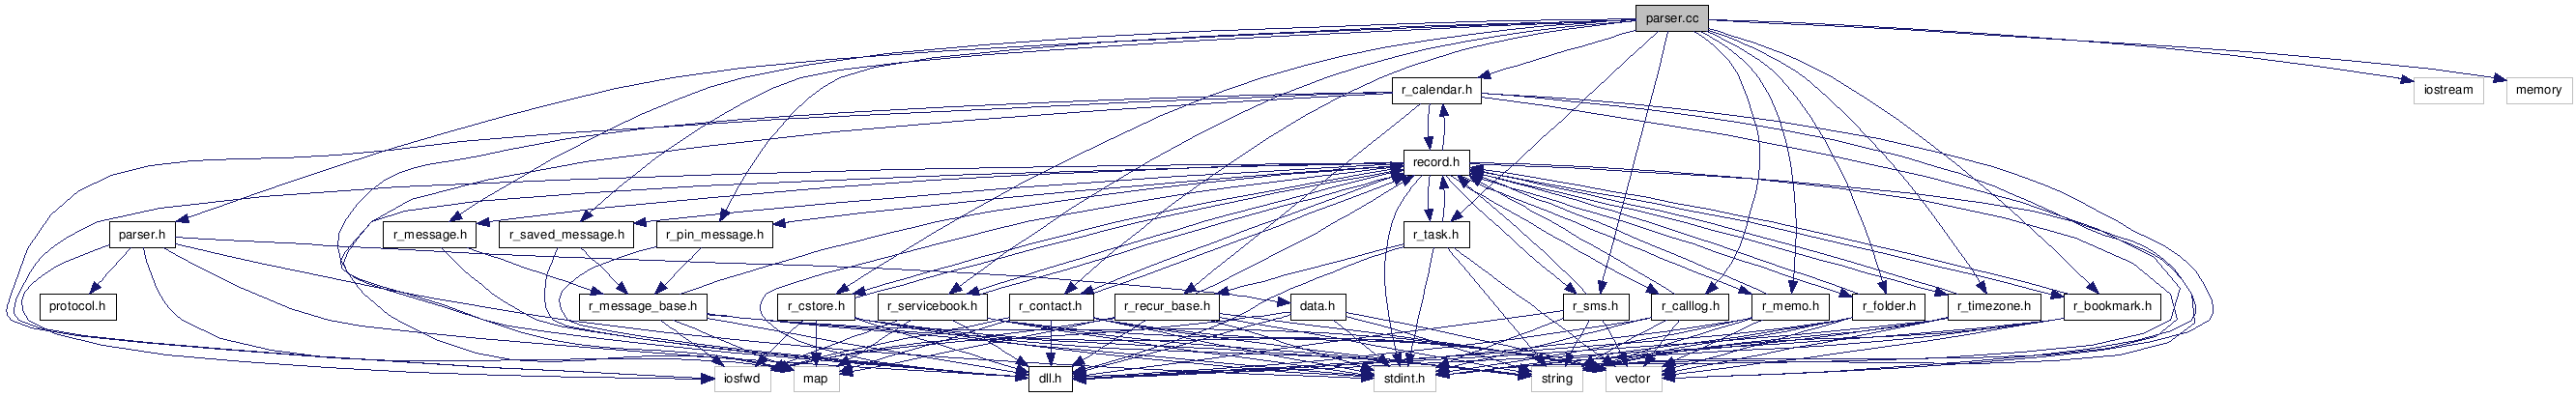 parser.cc
r_calendar.h
iostream
memory
record.h
parser.h
r_message.h
r_saved_message.h
r_pin_message.h
r_task.h
protocol.h
r_message_base.h
r_cstore.h
r_servicebook.h
r_contact.h
r_recur_base.h
data.h
r_sms.h
r_calllog.h
r_memo.h
r_folder.h
r_timezone.h
r_bookmark.h
iosfwd
map
dll.h
stdint.h
string
vector